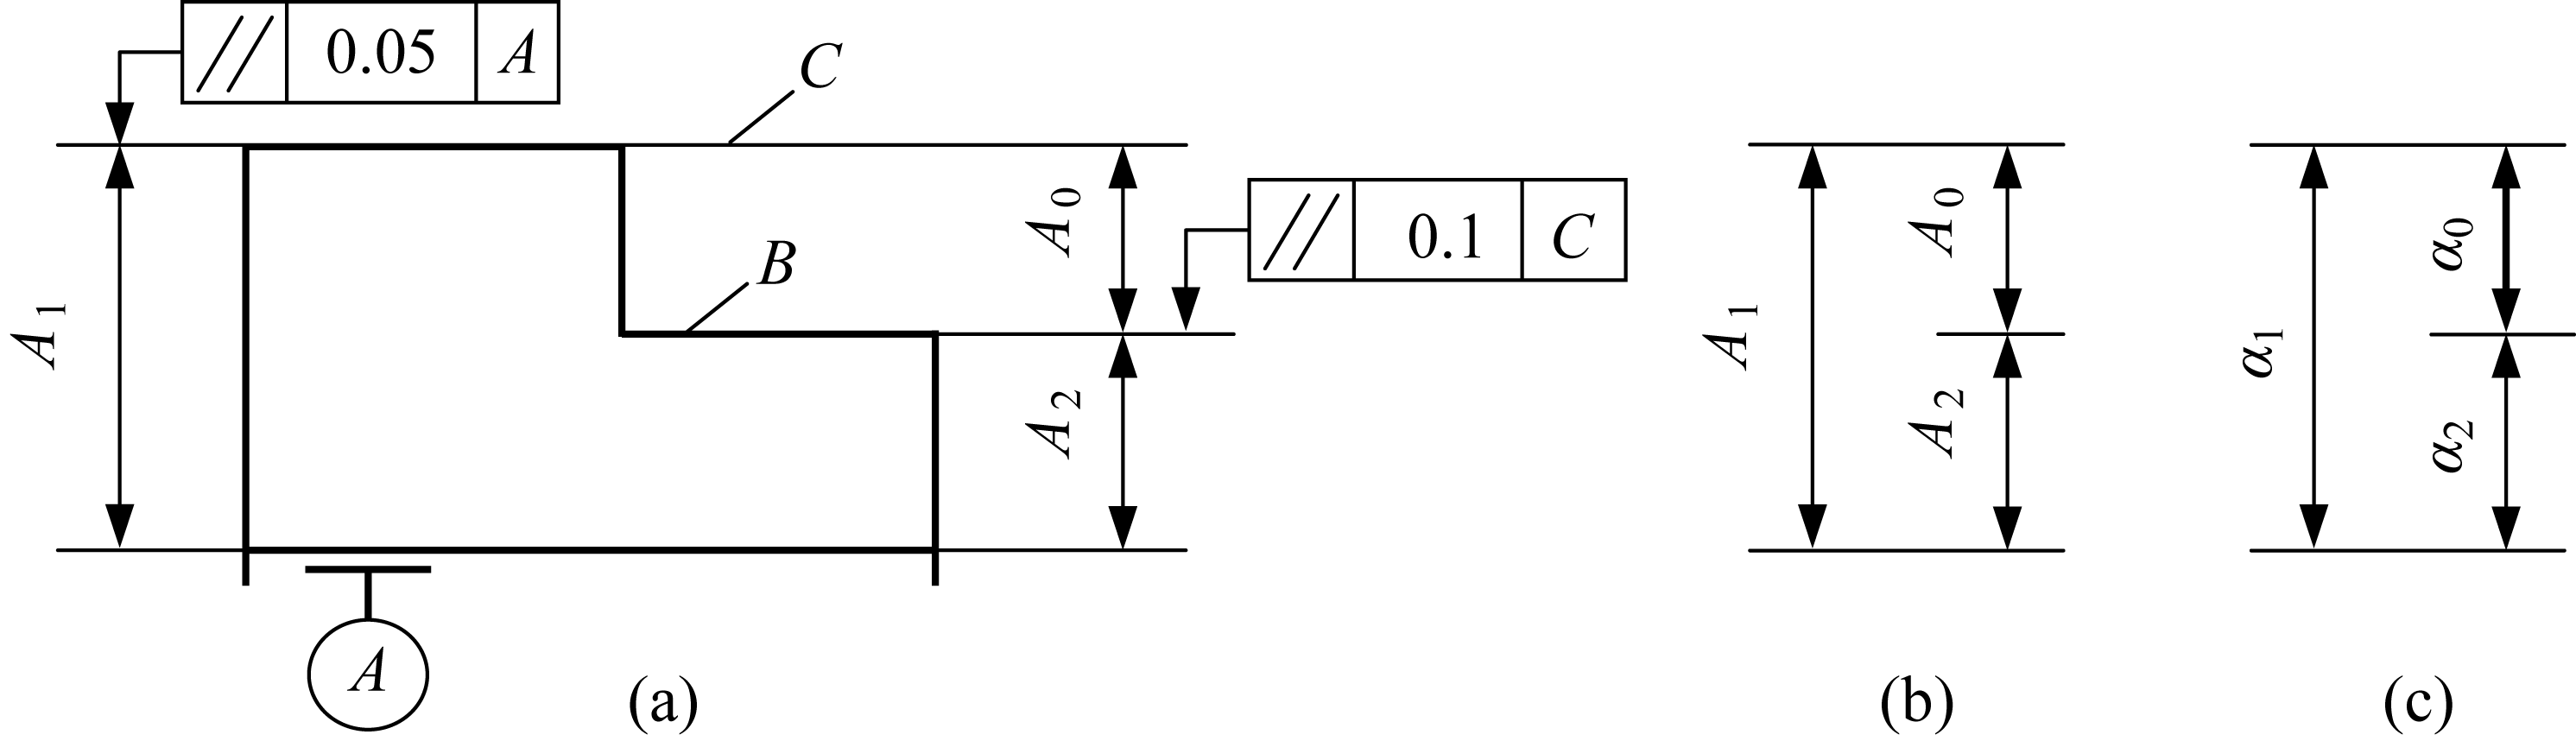 // 0.05 A
C
A₁
B
A₀
// 0.1 C
A₂
A
(a)
A₁
A₀
A₂
(b)
α₁
α₀
α₂
(c)